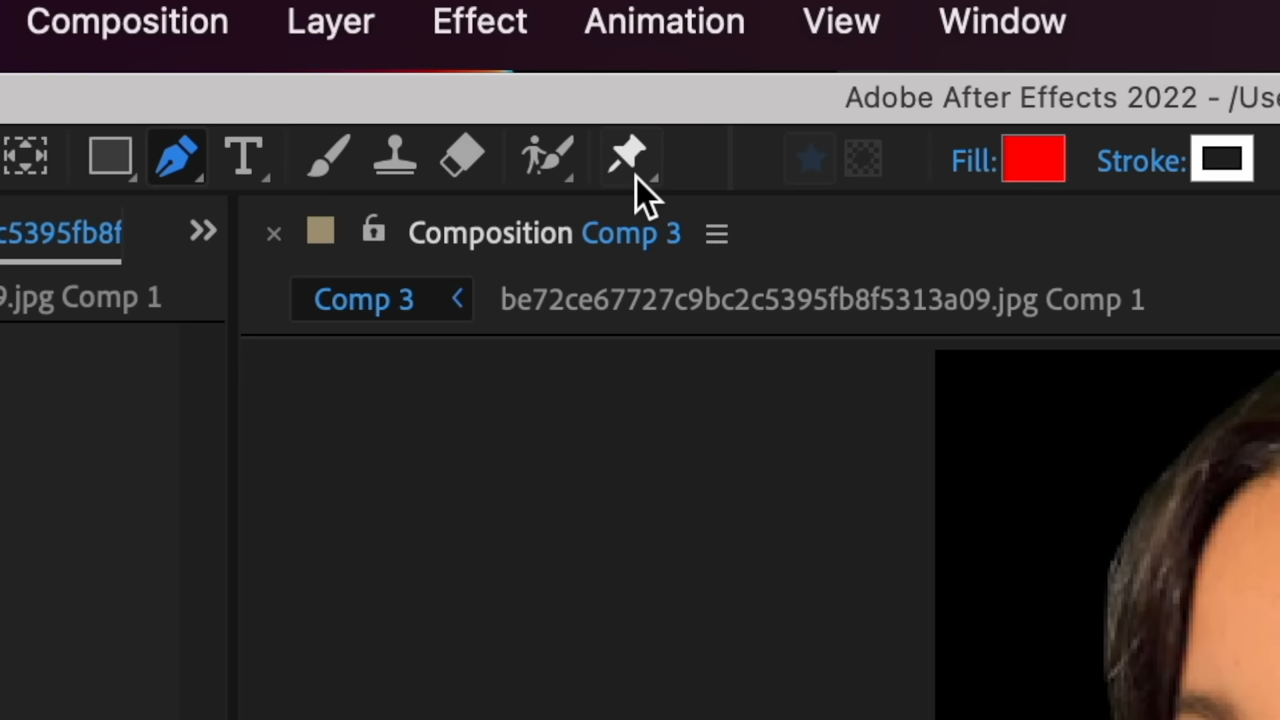 Composition Layer Effect Animation View Window
Adobe After Effects 2022 - /Use
T Fill: Stroke:
c5395fb8f Composition Comp 3
9.jpg Comp 1 Comp 3 be72ce67727c9bc2c5395fb8f5313a09.jpg Comp 1